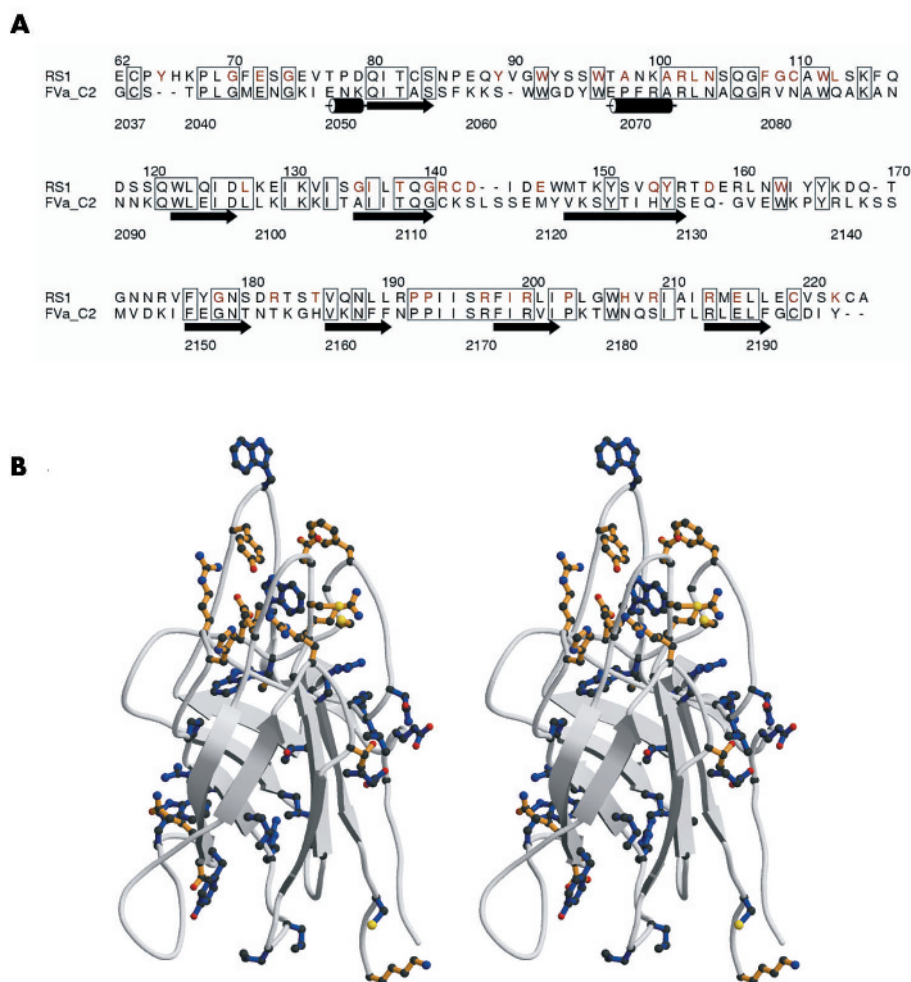 A
62 70 80 90 100 110
RS1 ECPYHKPLGFESGEVTPDQITCSNPEQYVGWYSSWTANKARLNSQGFGCAWLSKFQ
FVa_C2 GCS--TPLGMENGKIENKQITASSFKKS-WWGDYWEPFRARLNAQGRVNAWQAKAN
2037 2040 2050 2060 2070 2080
120 130 140 150 160 170
RS1 DSSQWLQIDLKEIKVISGILTQGRCD--IDEWMTKYSVQYRTDERLNWIYYKDQ-T
FVa_C2 NNKQWLEIDLLKIKKITAIITQGCKSLSSEMYVKSYTIHYSEQ-GVEWKPYRLKSS
2090 2100 2110 2120 2130 2140
180 190 200 210 220
RS1 GNNRVFYGNSDRTSTVQNLLRPPIISRFIRLIPLGWHVRIAIRMELLECVSKCA
FVa_C2 MVDKIFEGNTNTKGHVKNFFNPPIISRFIRVIPKTWNQSITLRLELFGCDIY--
2150 2160 2170 2180 2190
B